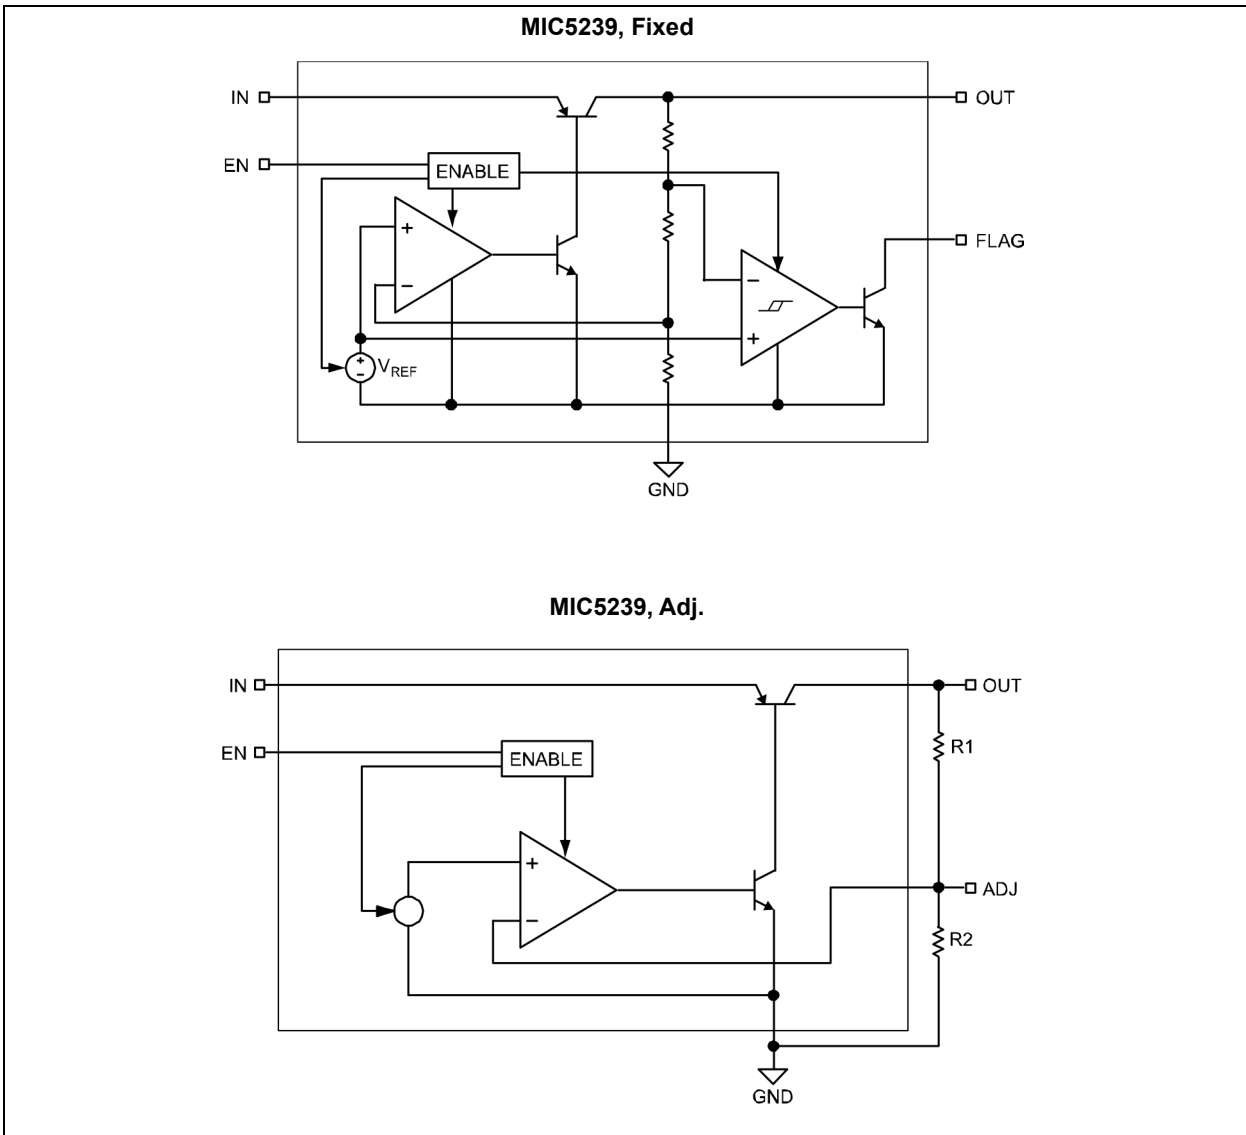 MIC5239, Fixed
IN
OUT
EN
ENABLE
+
−
FLAG
−
+
+
−
VREF
GND
MIC5239, Adj.
IN
OUT
R1
EN
ENABLE
+
−
ADJ
R2
GND